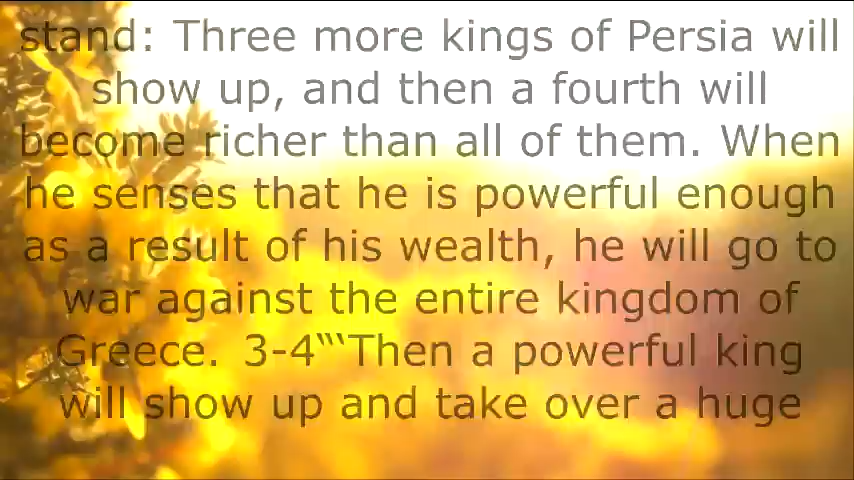 stand: Three more kings of Persia will
show up, and then a fourth will
become richer than all of them. When
he senses that he is powerful enough
as a result of his wealth, he will go to
war against the entire kingdom of
Greece. 3-4“‘Then a powerful king
will show up and take over a huge